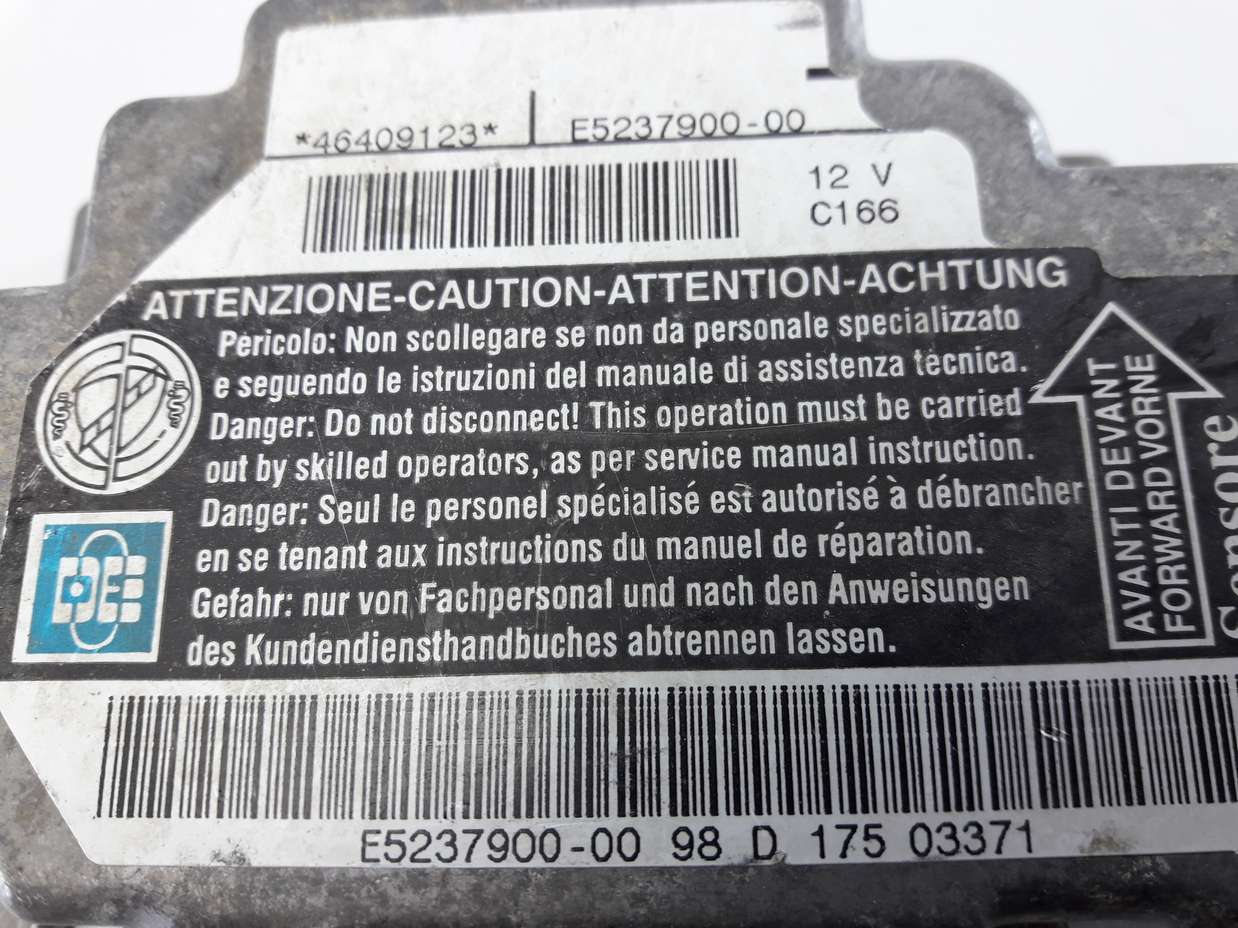 *46409123* | E5237900-00
12 V
C166
ATTENZIONE-CAUTION-ATTENTION-ACHTUNG
Pericolo: Non scollegare se non da personale specializzato
e seguendo le istruzioni del manuale di assistenza tecnica.
Danger: Do not disconnect! This operation must be carried
out by skilled operators, as per service manual instruction.
Danger: Seul le personel spécialisé est autorisé à débrancher
en se tenant aux instructions du manuel de réparation.
Gefahr: nur von Fachpersonal und nach den Anweisungen
des Kundendiensthandbuches abtrennen lassen.
AVANTI DEVANT
FORWARD VORNE
Sensore
E5237900-00 98 D 175 03371